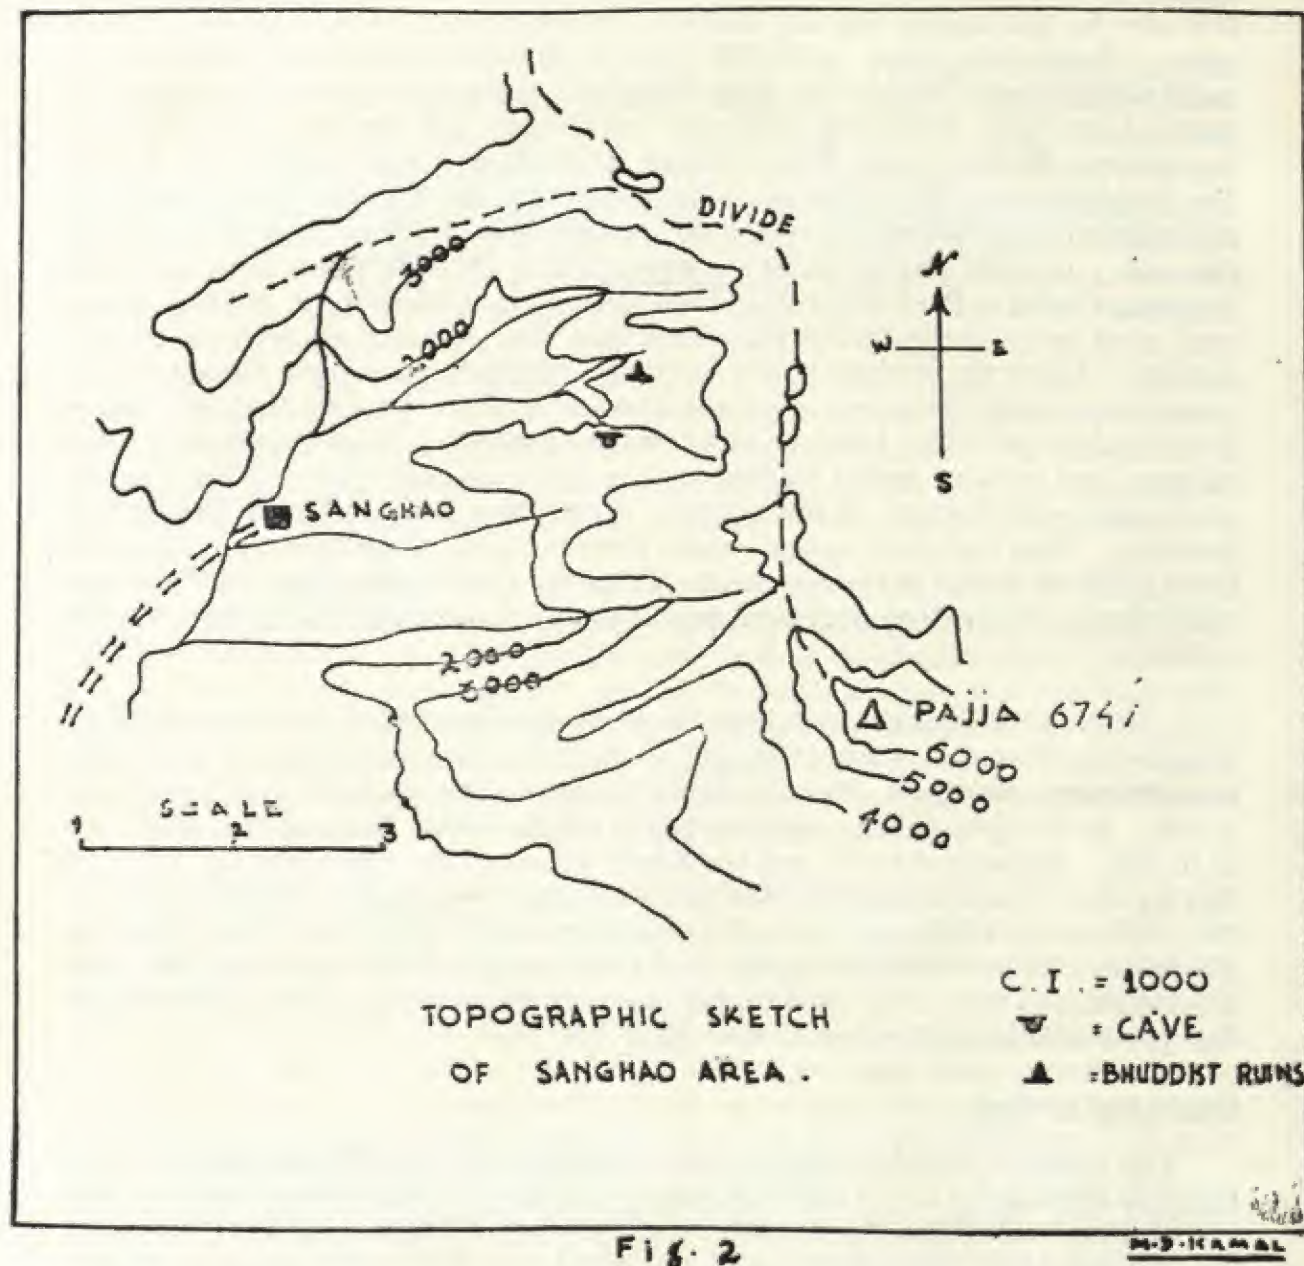 DIVIDE
3000
N
W E
S
2000
SANGHAO
2000
3000
PAJJA 6741
6000
5000
4000
SCALE
1 2 3
C.I. = 1000
= CAVE
= BHUDDIST RUINS
TOPOGRAPHIC SKETCH
OF SANGHAO AREA.
Fig. 2
M.D.KAMAL